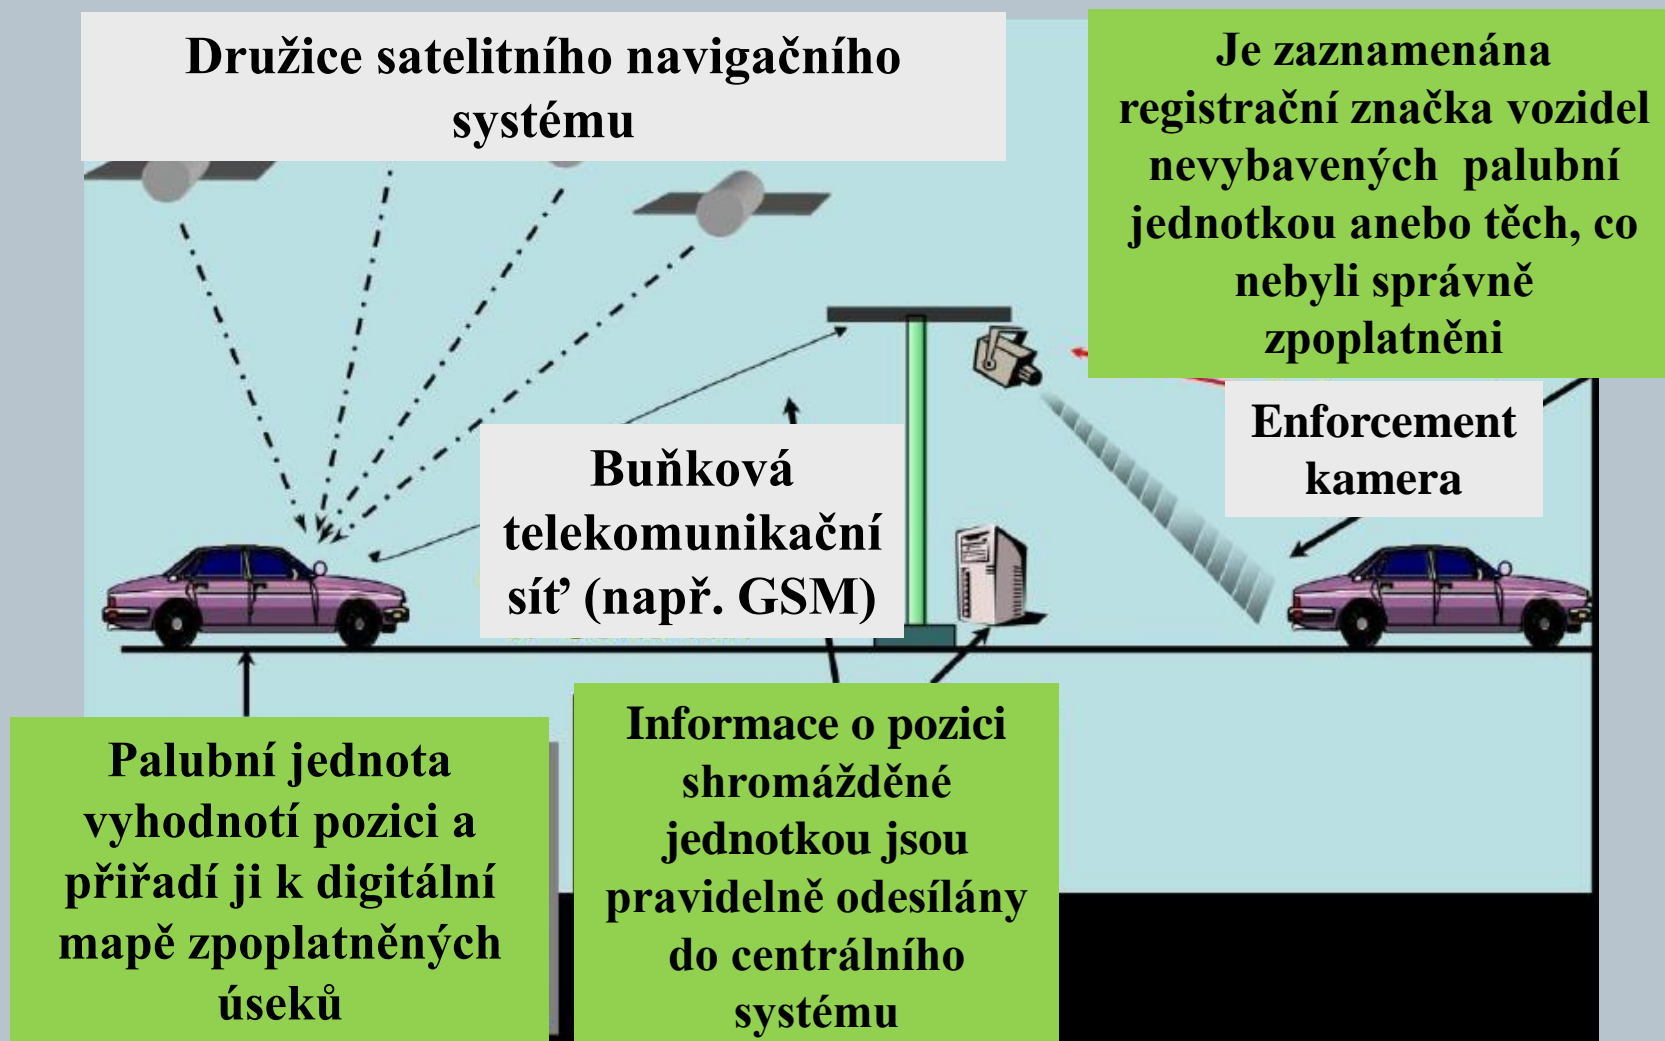 Družice satelitního navigačního
systému
Je zaznamenána
registrační značka vozidel
nevybavených palubní
jednotkou anebo těch, co
nebyli správně
zpoplatněni
Enforcement
kamera
Buňková
telekomunikační
síť (např. GSM)
Palubní jednota
vyhodnotí pozici a
přiřadí ji k digitální
mapě zpoplatněných
úseků
Informace o pozici
shromážděné
jednotkou jsou
pravidelně odesílány
do centrálního
systému